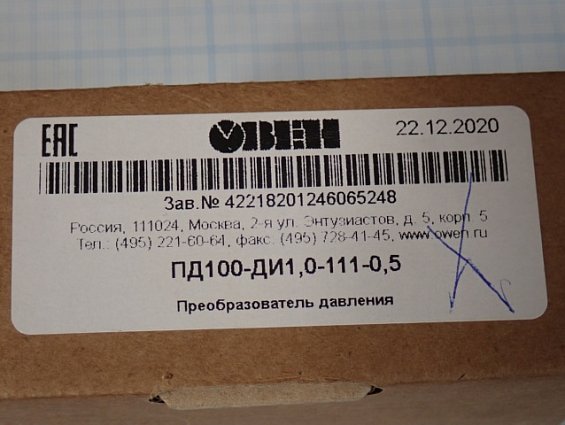 EAC ОВЕН 22.12.2020
Зав.№ 42218201246065248
Россия, 111024, Москва, 2-я ул. Энтузиастов, д. 5, корп. 5
Тел.: (495) 221-60-64, факс: (495) 728-41-45, www.owen.ru
ПД100-ДИ1,0-111-0,5
Преобразователь давления